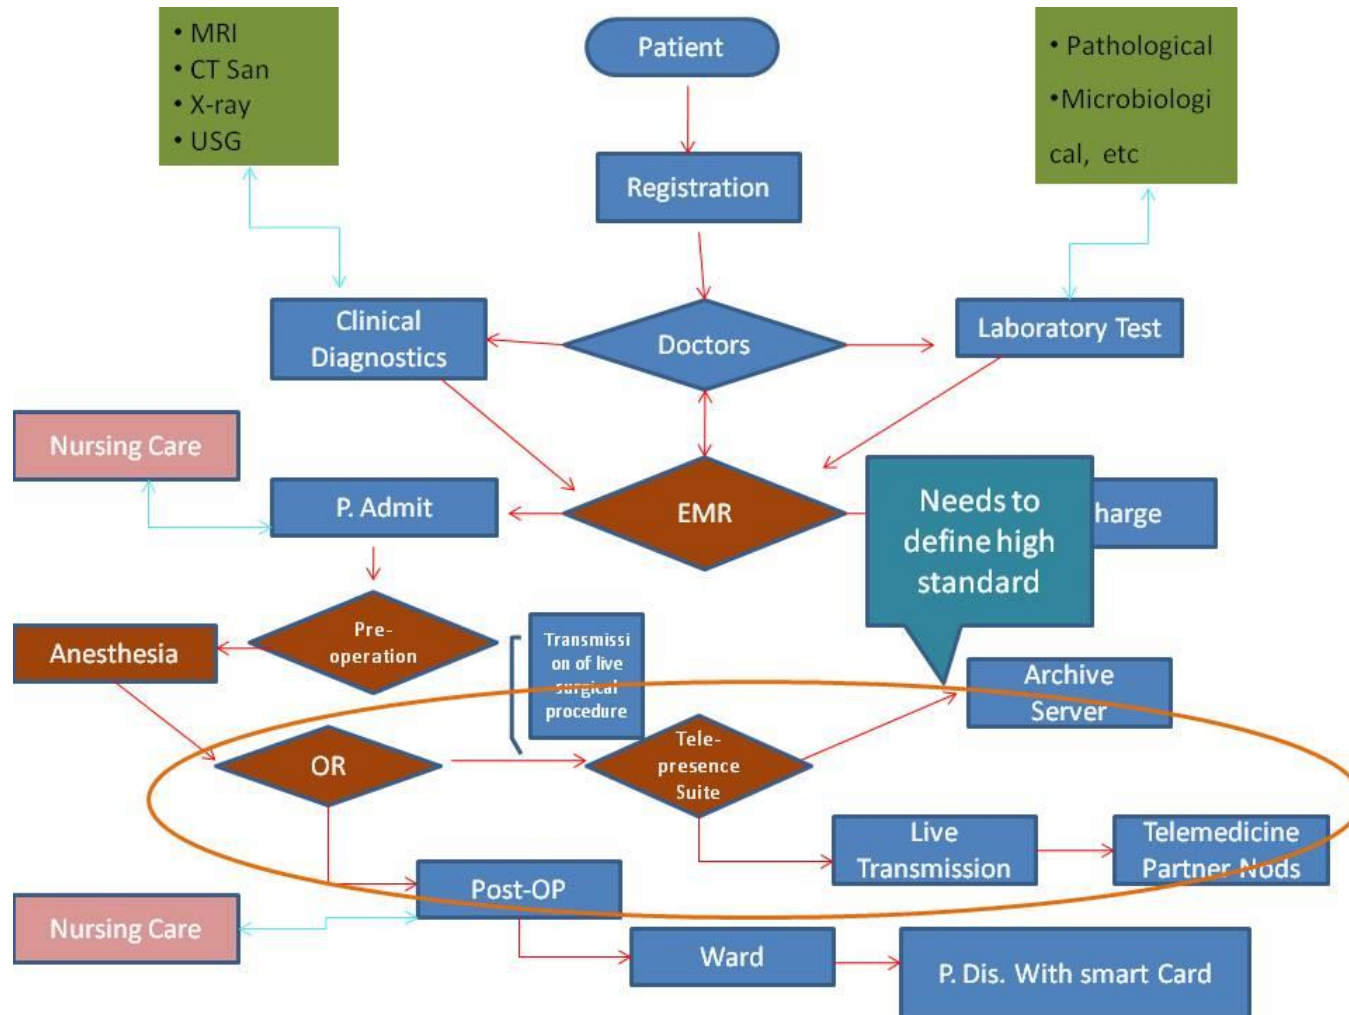 • MRI
• CT San
• X-ray
• USG
Patient
• Pathological
•Microbiologi
cal, etc
Registration
Clinical
Diagnostics
Doctors
Laboratory Test
Nursing Care
P. Admit
EMR
Needs to
define high
standard
harge
Anesthesia
Pre-
operation
Transmissi
on of live
surgical
procedure
Archive
Server
OR
Tele-
presence
Suite
Live
Transmission
Telemedicine
Partner Nods
Post-OP
Nursing Care
Ward
P. Dis. With smart Card